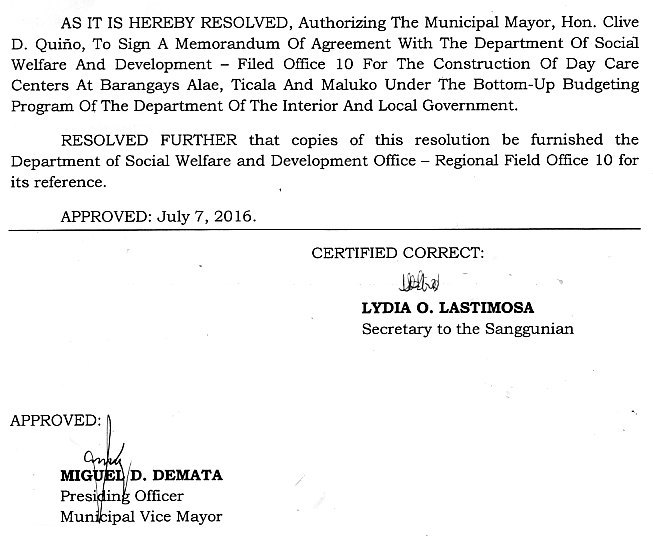 AS IT IS HEREBY RESOLVED, Authorizing The Municipal Mayor, Hon. Clive
D. Quiño, To Sign A Memorandum Of Agreement With The Department Of Social
Welfare And Development – Filed Office 10 For The Construction Of Day Care
Centers At Barangays Alae, Ticala And Maluko Under The Bottom-Up Budgeting
Program Of The Department Of The Interior And Local Government.
RESOLVED FURTHER that copies of this resolution be furnished the
Department of Social Welfare and Development Office – Regional Field Office 10 for
its reference.
APPROVED: July 7, 2016.
CERTIFIED CORRECT:
LYDIA O. LASTIMOSA
Secretary to the Sanggunian
APPROVED:
MIGUEL D. DEMATA
Presiding Officer
Municipal Vice Mayor